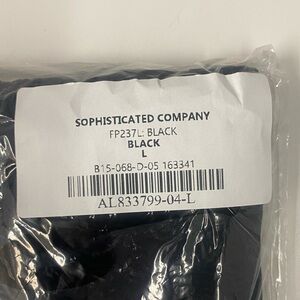 SOPHISTICATED COMPANY
FP237L: BLACK
BLACK
L
B15-068-D-05 163341
AL833799-04-L